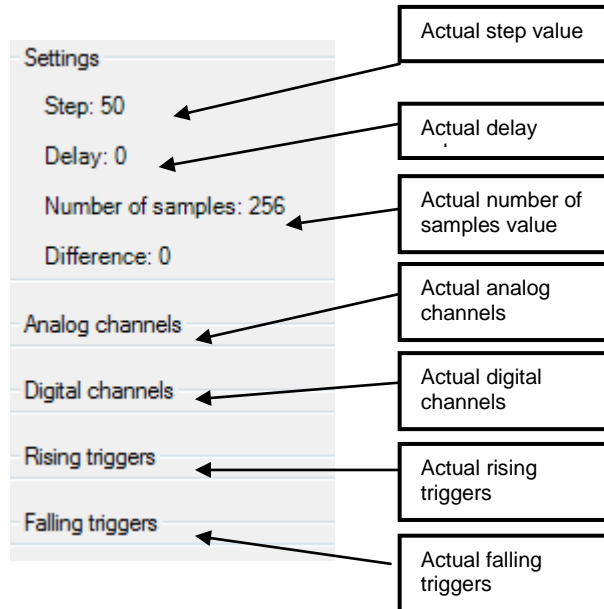 Settings
Step: 50
Delay: 0
Number of samples: 256
Difference: 0
Analog channels
Digital channels
Rising triggers
Falling triggers
Actual step value
Actual delay
Actual number of
samples value
Actual analog
channels
Actual digital
channels
Actual rising
triggers
Actual falling
triggers